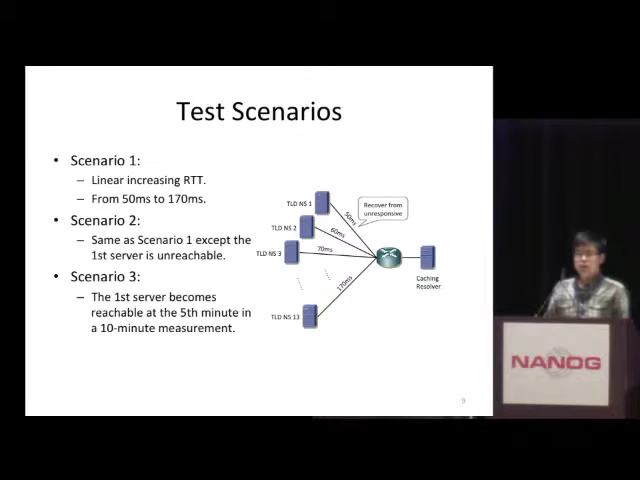 Test Scenarios
• Scenario 1:
– Linear increasing RTT.
– From 50ms to 170ms.
• Scenario 2:
– Same as Scenario 1 except the
1st server is unreachable.
• Scenario 3:
– The 1st server becomes
reachable at the 5th minute in
a 10-minute measurement.
TLD NS 1
TLD NS 2
TLD NS 3
TLD NS 13
50ms
60ms
70ms
170ms
Recover from
unresponsive
Caching
Resolver
9
NANOG